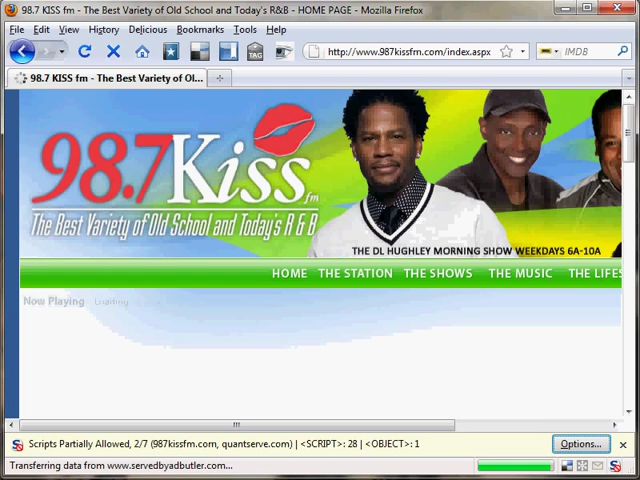 98.7 KISS fm - The Best Variety of Old School and Today's R&B - HOME PAGE - Mozilla Firefox
File Edit View History Delicious Bookmarks Tools Help
TAG
http://www.987kissfm.com/index.aspx
IMDB
98.7 KISS fm - The Best Variety of Ol...
98.7 Kiss fm
The Best Variety of Old School and Today's R & B
THE DL HUGHLEY MORNING SHOW WEEKDAYS 6A-10A
HOME THE STATION THE SHOWS THE MUSIC THE LIFES
Now Playing Loading
Scripts Partially Allowed, 2/7 (987kissfm.com, quantserve.com) | <SCRIPT>: 28 | <OBJECT>: 1
Options...
Transferring data from www.servedbyadbutler.com...